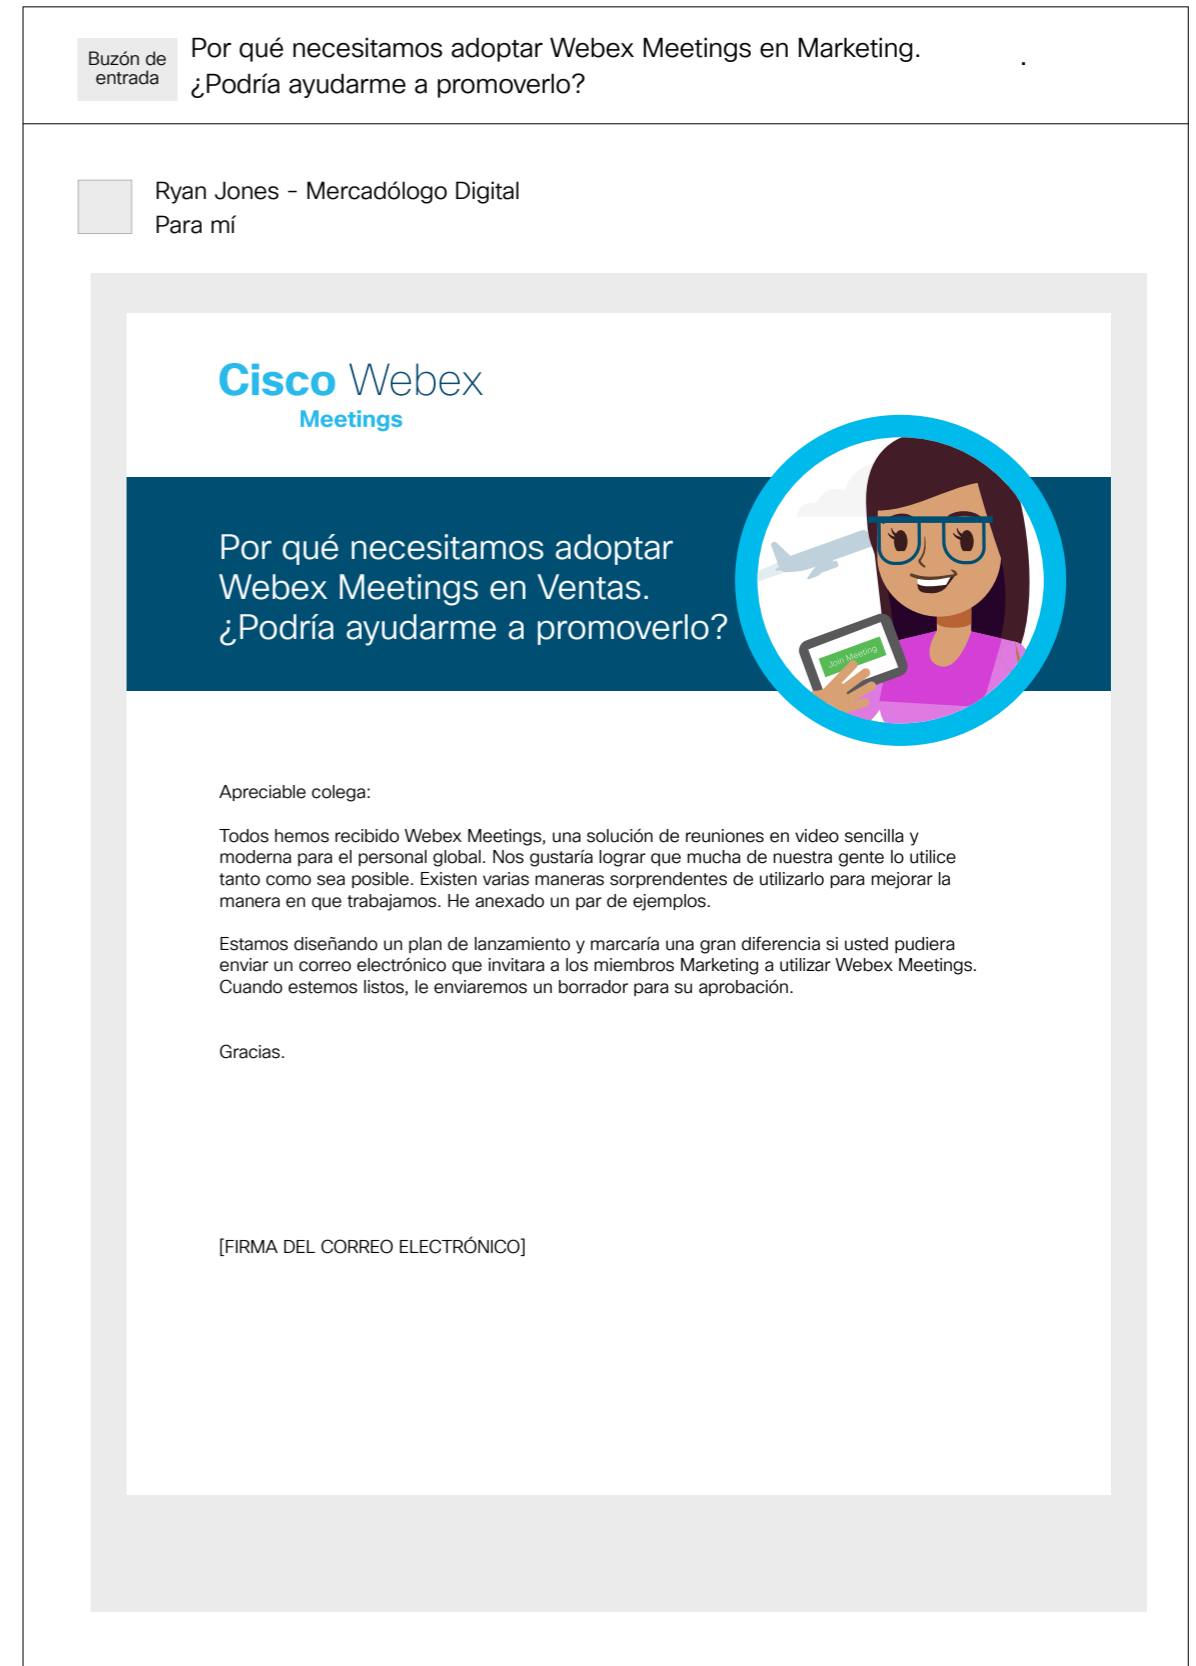 Buzón de
entrada
Por qué necesitamos adoptar Webex Meetings en Marketing.
¿Podría ayudarme a promoverlo?
Ryan Jones - Mercadólogo Digital
Para mí
Cisco Webex
Meetings
Por qué necesitamos adoptar
Webex Meetings en Ventas.
¿Podría ayudarme a promoverlo?
Join Meeting
Apreciable colega:
Todos hemos recibido Webex Meetings, una solución de reuniones en video sencilla y
moderna para el personal global. Nos gustaría lograr que mucha de nuestra gente lo utilice
tanto como sea posible. Existen varias maneras sorprendentes de utilizarlo para mejorar la
manera en que trabajamos. He anexado un par de ejemplos.
Estamos diseñando un plan de lanzamiento y marcaría una gran diferencia si usted pudiera
enviar un correo electrónico que invitara a los miembros Marketing a utilizar Webex Meetings.
Cuando estemos listos, le enviaremos un borrador para su aprobación.
Gracias.
[FIRMA DEL CORREO ELECTRÓNICO]